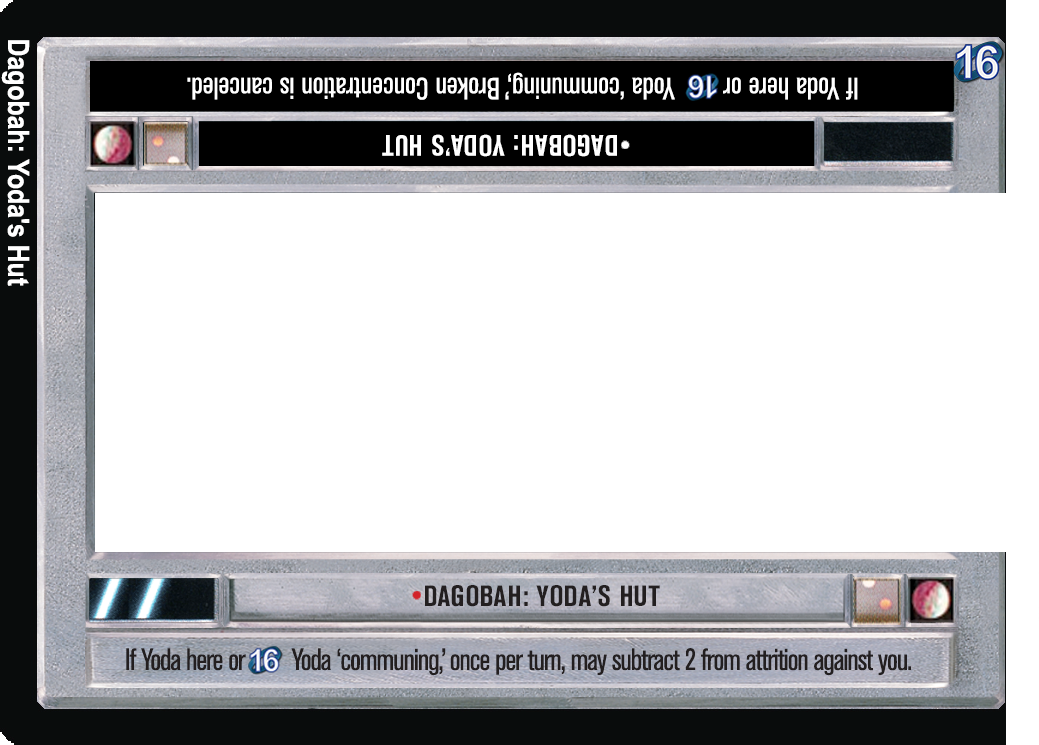 Dagobah: Yoda's Hut
16
If Yoda here or 16 Yoda ‘communing,’ Broken Concentration is canceled.
•DAGOBAH: YODA’S HUT
•DAGOBAH: YODA’S HUT
If Yoda here or 16 Yoda ‘communing,’ once per turn, may subtract 2 from attrition against you.